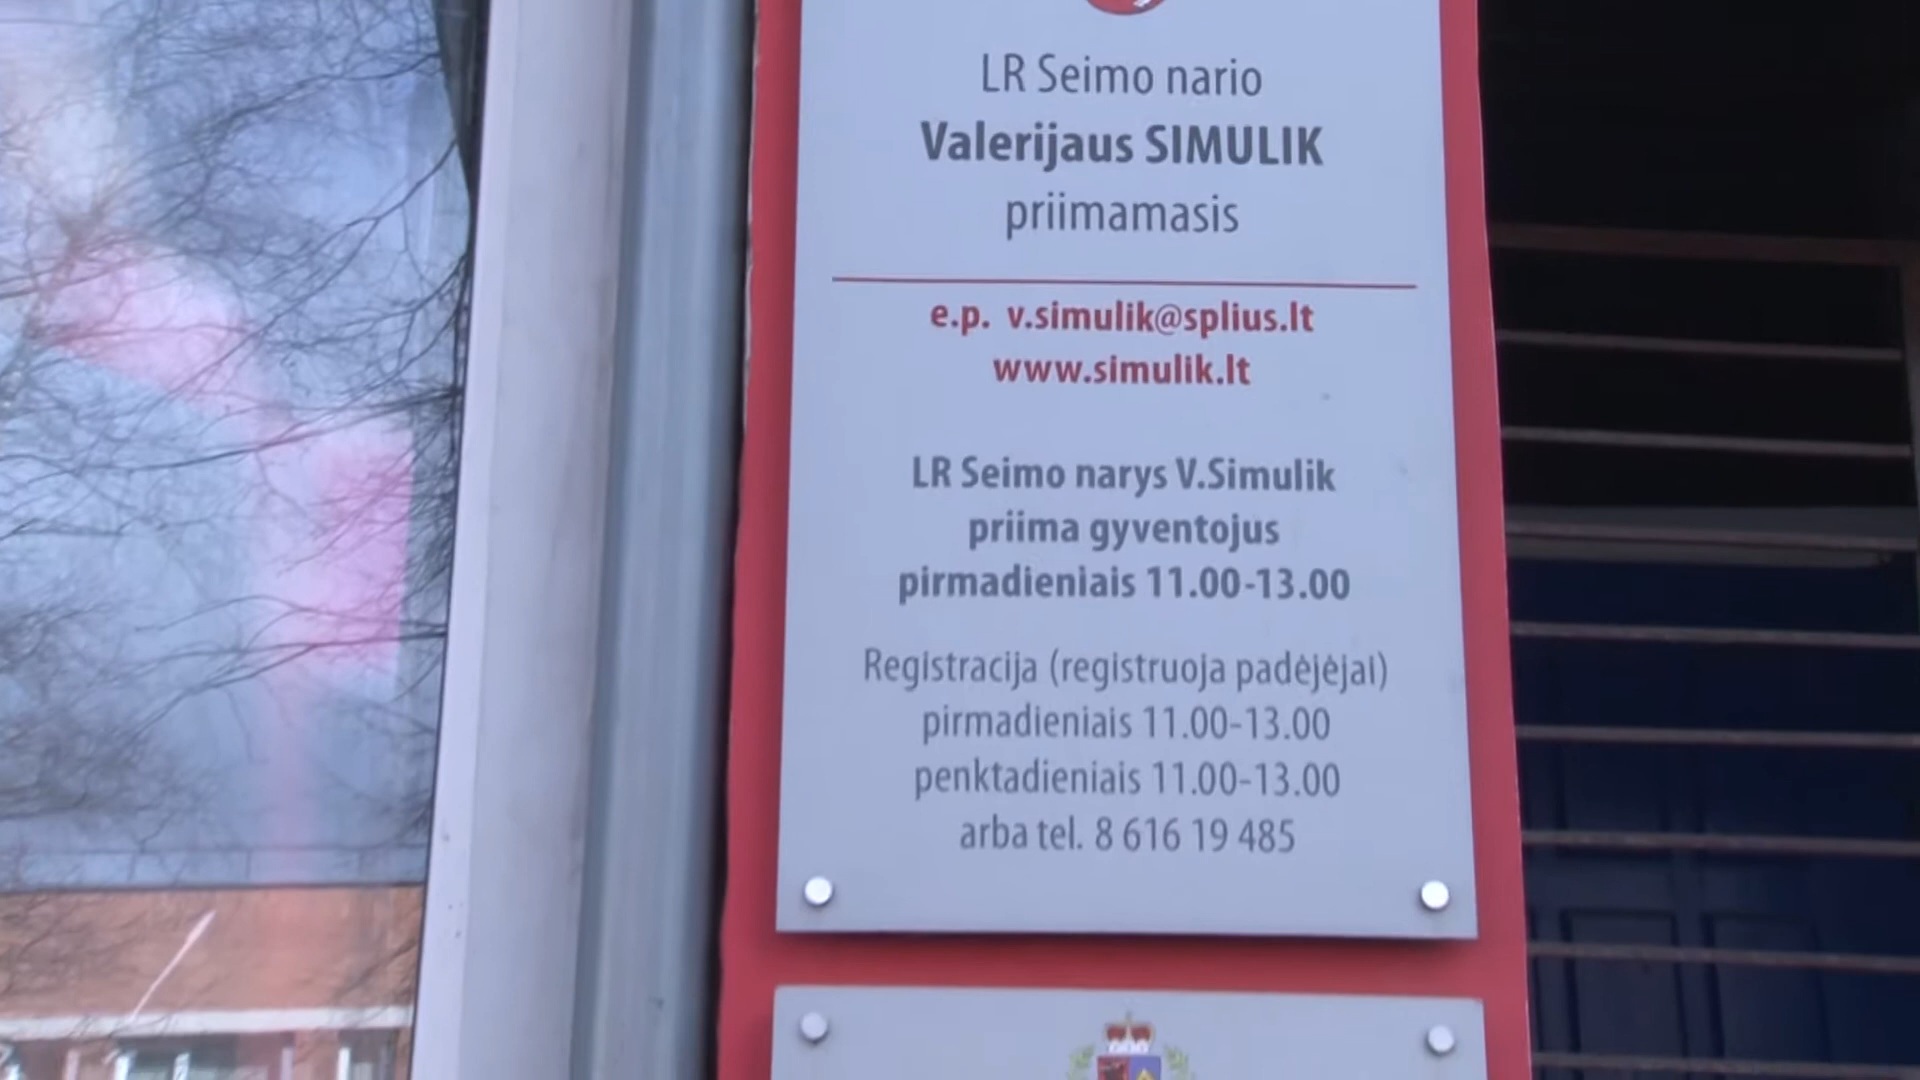 LR Seimo nario
Valerijaus SIMULIK
priimamasis
e.p. v.simulik@splius.lt
www.simulik.lt
LR Seimo narys V.Simulik
priima gyventojus
pirmadieniais 11.00-13.00
Registracija (registruoja padėjėjai)
pirmadieniais 11.00-13.00
penktadieniais 11.00-13.00
arba tel. 8 616 19 485